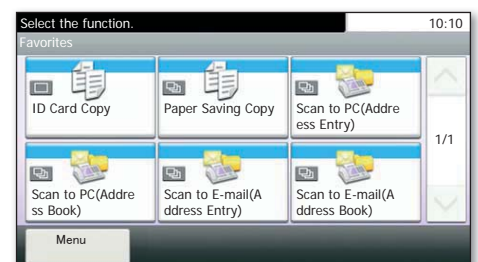 Select the function.
10:10
Favorites
ID Card Copy
Paper Saving Copy
Scan to PC(Addre
ess Entry)
1/1
Scan to PC(Addre
ss Book)
Scan to E-mail(A
ddress Entry)
Scan to E-mail(A
ddress Book)
Menu